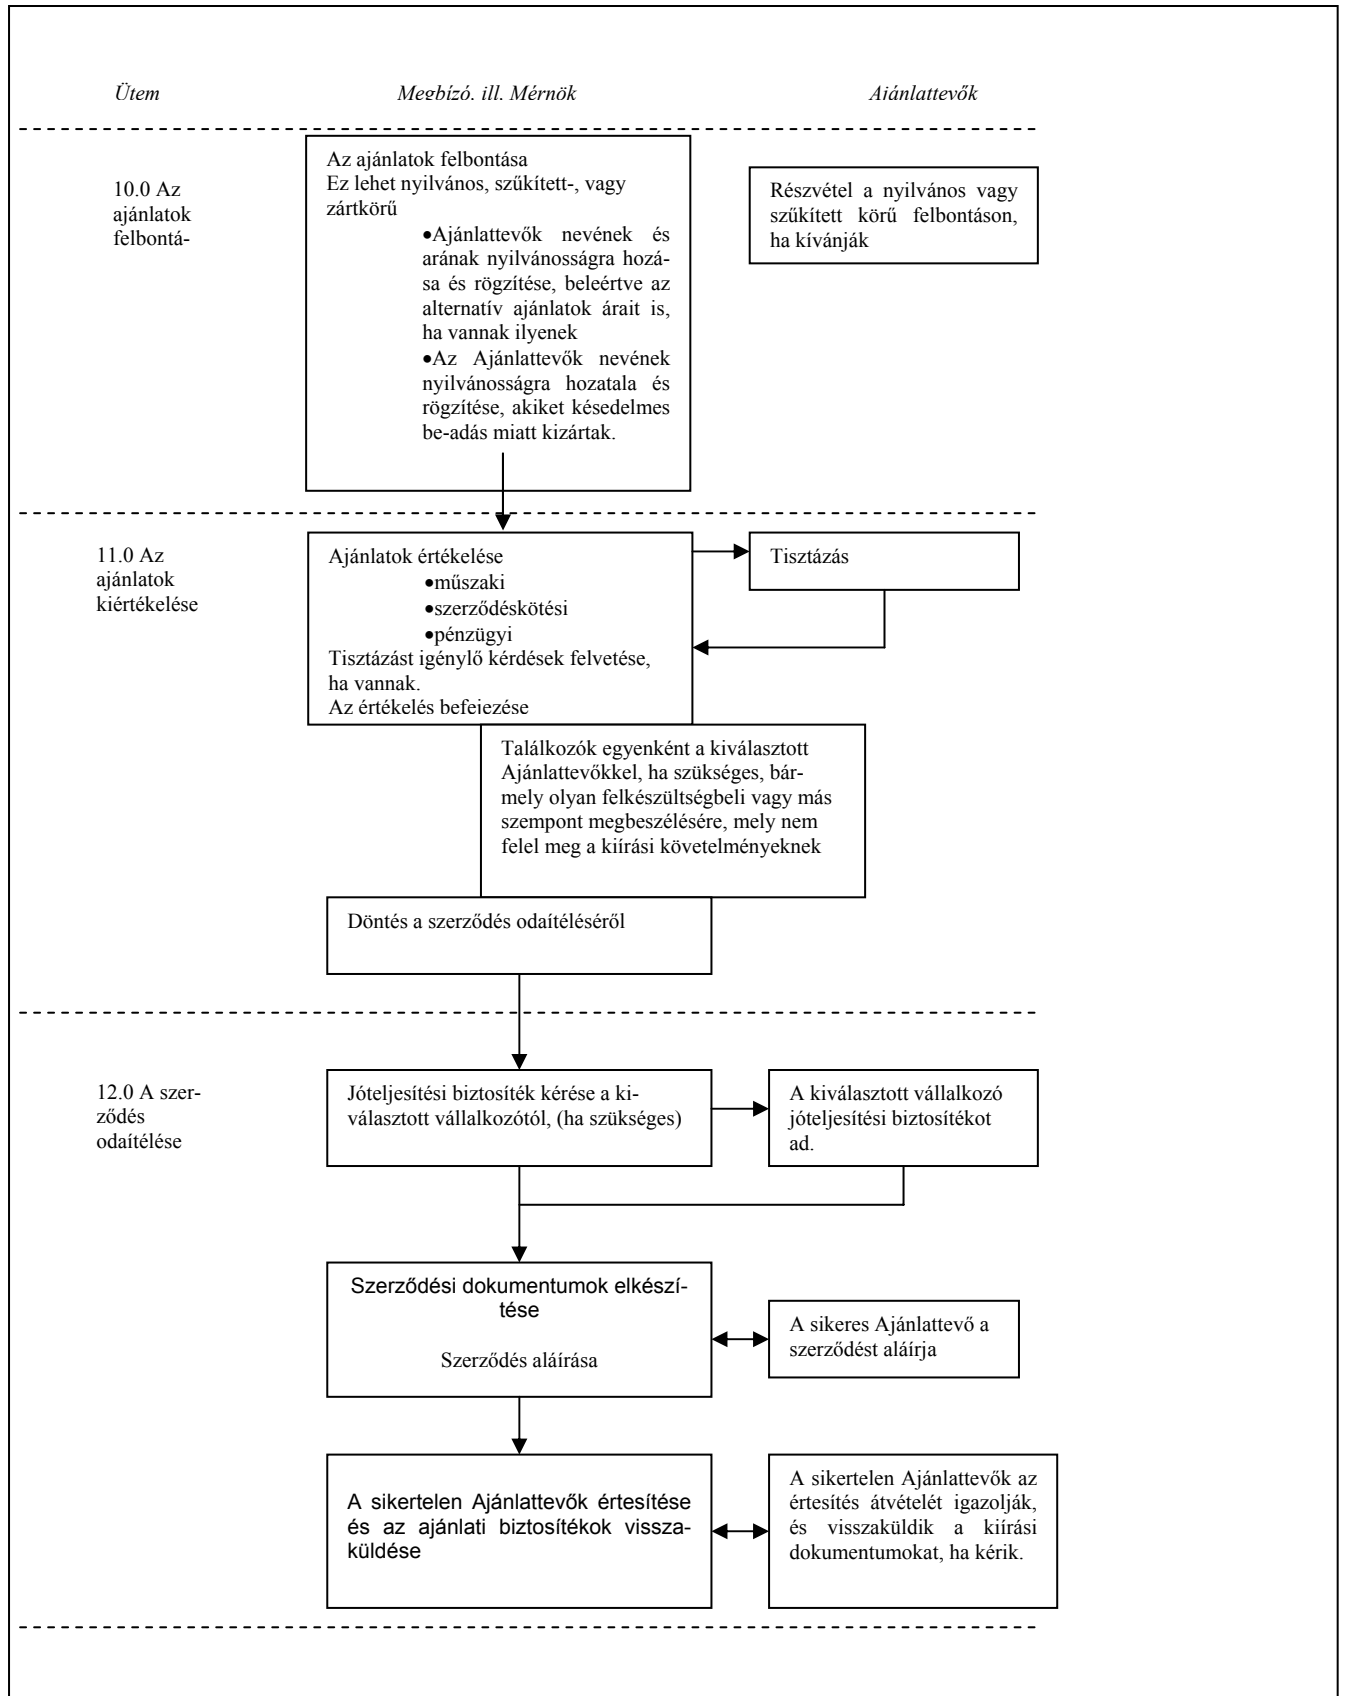 Ütem
Megbízó. ill. Mérnök
Ajánlattevők
10.0 Az
ajánlatok
felbontá-
Az ajánlatok felbontása
Ez lehet nyilvános, szűkített-, vagy
zártkörű
•Ajánlattevők nevének és
arának nyilvánosságra hozá-
sa és rögzítése, beleértve az
alternatív ajánlatok árait is,
ha vannak ilyenek
•Az Ajánlattevők nevének
nyilvánosságra hozatala és
rögzítése, akiket késedelmes
be-adás miatt kizártak.
Részvétel a nyilvános vagy
szűkített körű felbontáson,
ha kívánják
11.0 Az
ajánlatok
kiértékelése
Ajánlatok értékelése
•műszaki
•szerződéskötési
•pénzügyi
Tisztázást igénylő kérdések felvetése,
ha vannak.
Az értékelés befejezése
Tisztázás
Találkozók egyenként a kiválasztott
Ajánlattevőkkel, ha szükséges, bár-
mely olyan felkészültségbeli vagy más
szempont megbeszélésére, mely nem
felel meg a kiírási követelményeknek
Döntés a szerződés odaítéléséről
12.0 A szer-
ződés
odaítélése
Jóteljesítési biztosíték kérése a ki-
választott vállalkozótól, (ha szükséges)
A kiválasztott vállalkozó
jóteljesítési biztosítékot
ad.
Szerződési dokumentumok elkészí-
tése
Szerződés aláírása
A sikeres Ajánlattevő a
szerződést aláírja
A sikertelen Ajánlattevők értesítése
és az ajánlati biztosítékok vissza-
küldése
A sikertelen Ajánlattevők az
értesítés átvételét igazolják,
és visszaküldik a kiírási
dokumentumokat, ha kérik.